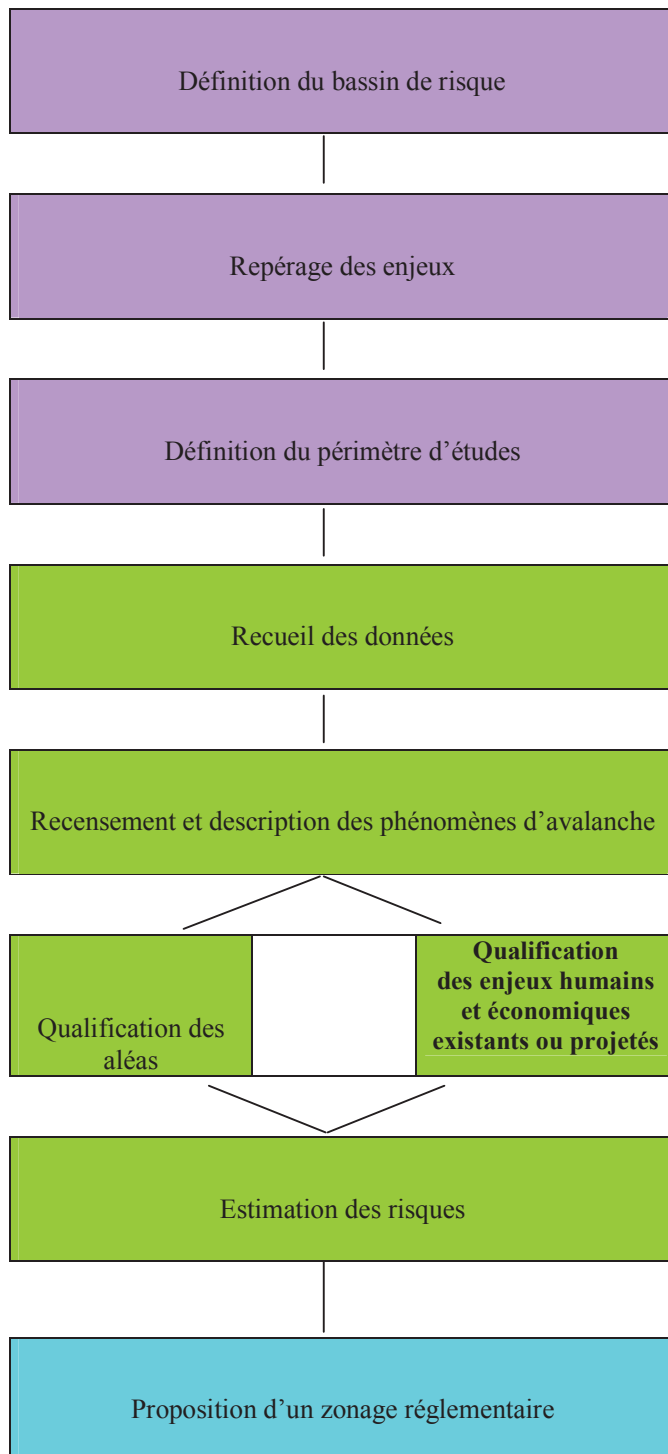 Définition du bassin de risque
Repérage des enjeux
Définition du périmètre d’études
Recueil des données
Recensement et description des phénomènes d’avalanche
Qualification des
aléas
Qualification
des enjeux humains
et économiques
existants ou projetés
Estimation des risques
Proposition d’un zonage réglementaire